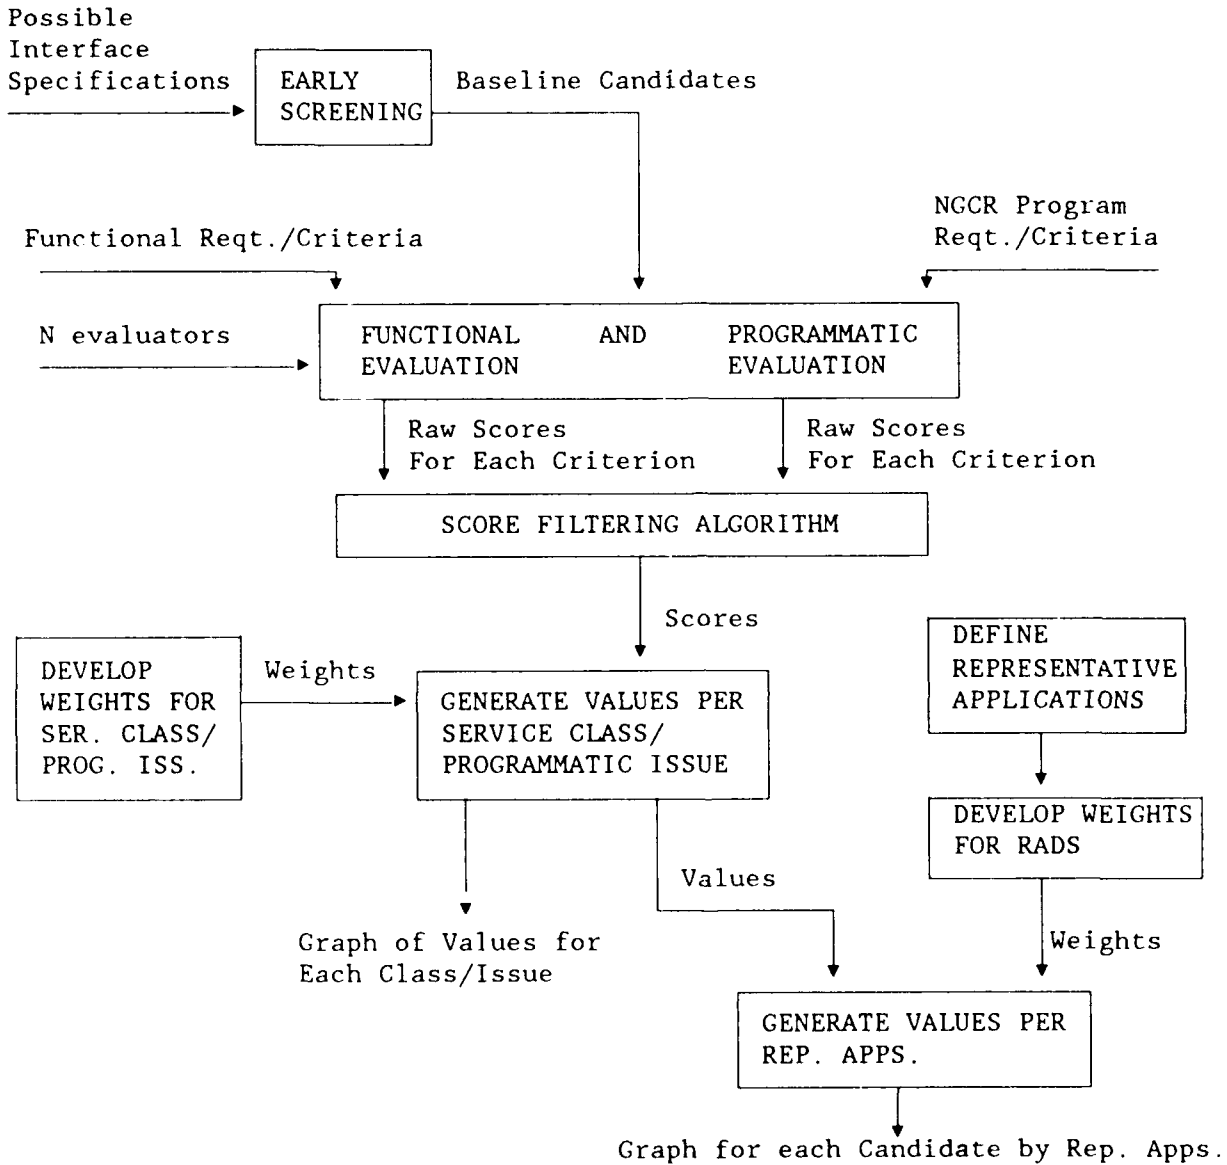 Possible
Interface
Specifications
EARLY
SCREENING
Baseline Candidates
NGCR Program
Reqt./Criteria
Functional Reqt./Criteria
N evaluators
FUNCTIONAL AND PROGRAMMATIC
EVALUATION EVALUATION
Raw Scores
For Each Criterion
Raw Scores
For Each Criterion
SCORE FILTERING ALGORITHM
Scores
DEVELOP
WEIGHTS FOR
SER. CLASS/
PROG. ISS.
Weights
GENERATE VALUES PER
SERVICE CLASS/
PROGRAMMATIC ISSUE
DEFINE
REPRESENTATIVE
APPLICATIONS
DEVELOP WEIGHTS
FOR RADS
Values
Weights
Graph of Values for
Each Class/Issue
GENERATE VALUES PER
REP. APPS.
Graph for each Candidate by Rep. Apps.